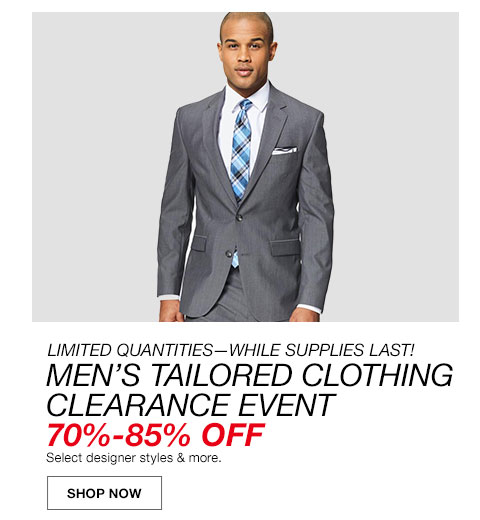 LIMITED QUANTITIES—WHILE SUPPLIES LAST!
MEN'S TAILORED CLOTHING
CLEARANCE EVENT
70%-85% OFF
Select designer styles & more.
SHOP NOW